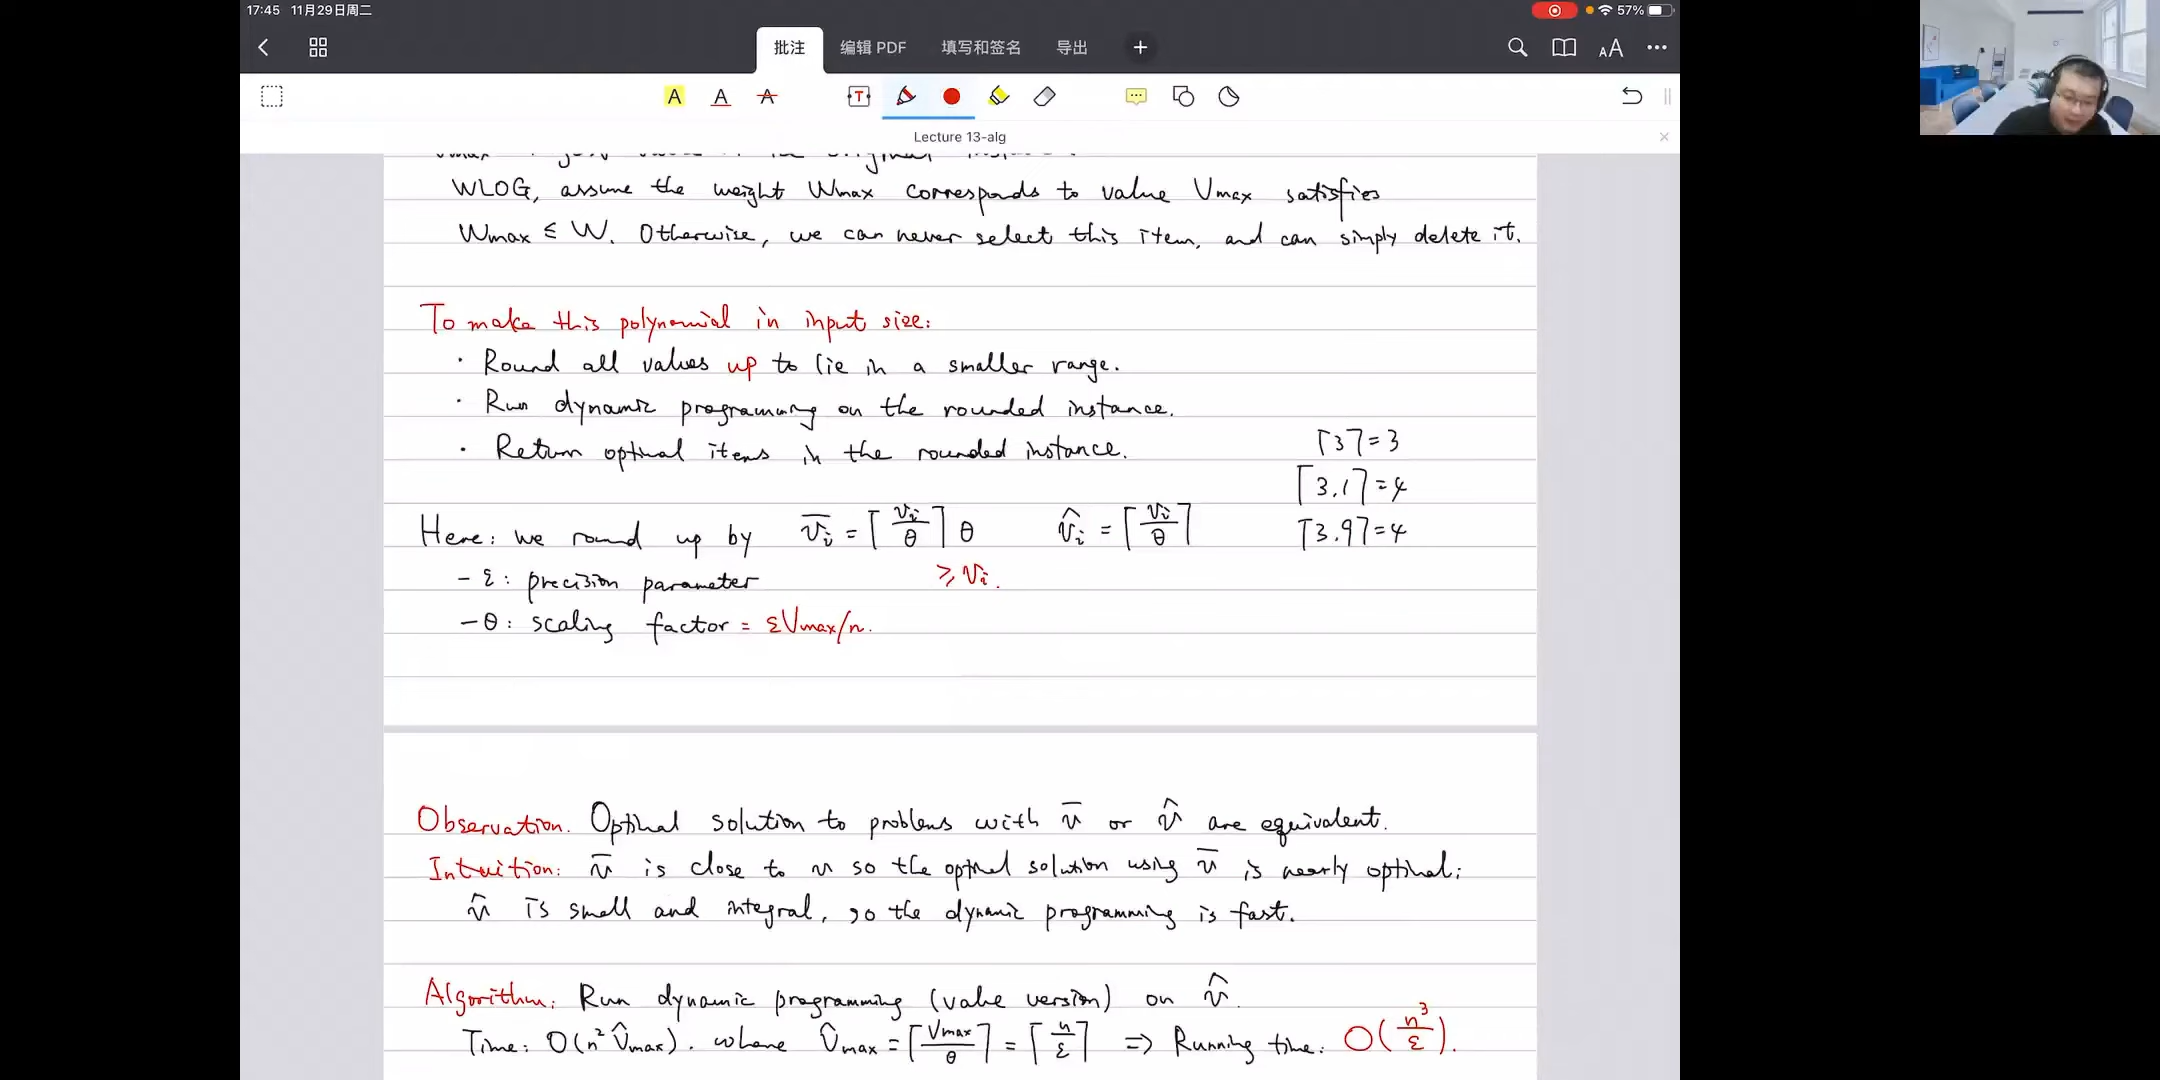 17:45 11月29日周二
57%
批注 编辑 PDF 填写和签名 导出
AA
A A A T
Lecture 13-alg
WLOG, assume the weight Wmax corresponds to value Vmax satisfies
Wmax ≤ W. Otherwise, we can never select this item, and can simply delete it.
To make this polynomial in input size:
· Round all values up to lie in a smaller range.
· Run dynamic programming on the rounded instance.
· Return optimal items in the rounded instance.
⌈3⌉=3
⌈3.1⌉=4
⌈3.9⌉=4
Here: we round up by v̄ᵢ = ⌈vᵢ/θ⌉ θ v̂ᵢ = ⌈vᵢ/θ⌉
≥ vᵢ.
- ε: precision parameter
- θ: scaling factor = εVmax/n.
Observation. Optimal solution to problems with v̄ or v̂ are equivalent.
Intuition: v̄ is close to v so the optimal solution using v̄ is nearly optimal;
v̂ is small and integral, so the dynamic programming is fast.
Algorithm: Run dynamic programming (value version) on v̂.
Time: O(n² V̂max). where V̂max = ⌈Vmax/θ⌉ = ⌈n/ε⌉ ⇒ Running time: O(n³/ε).